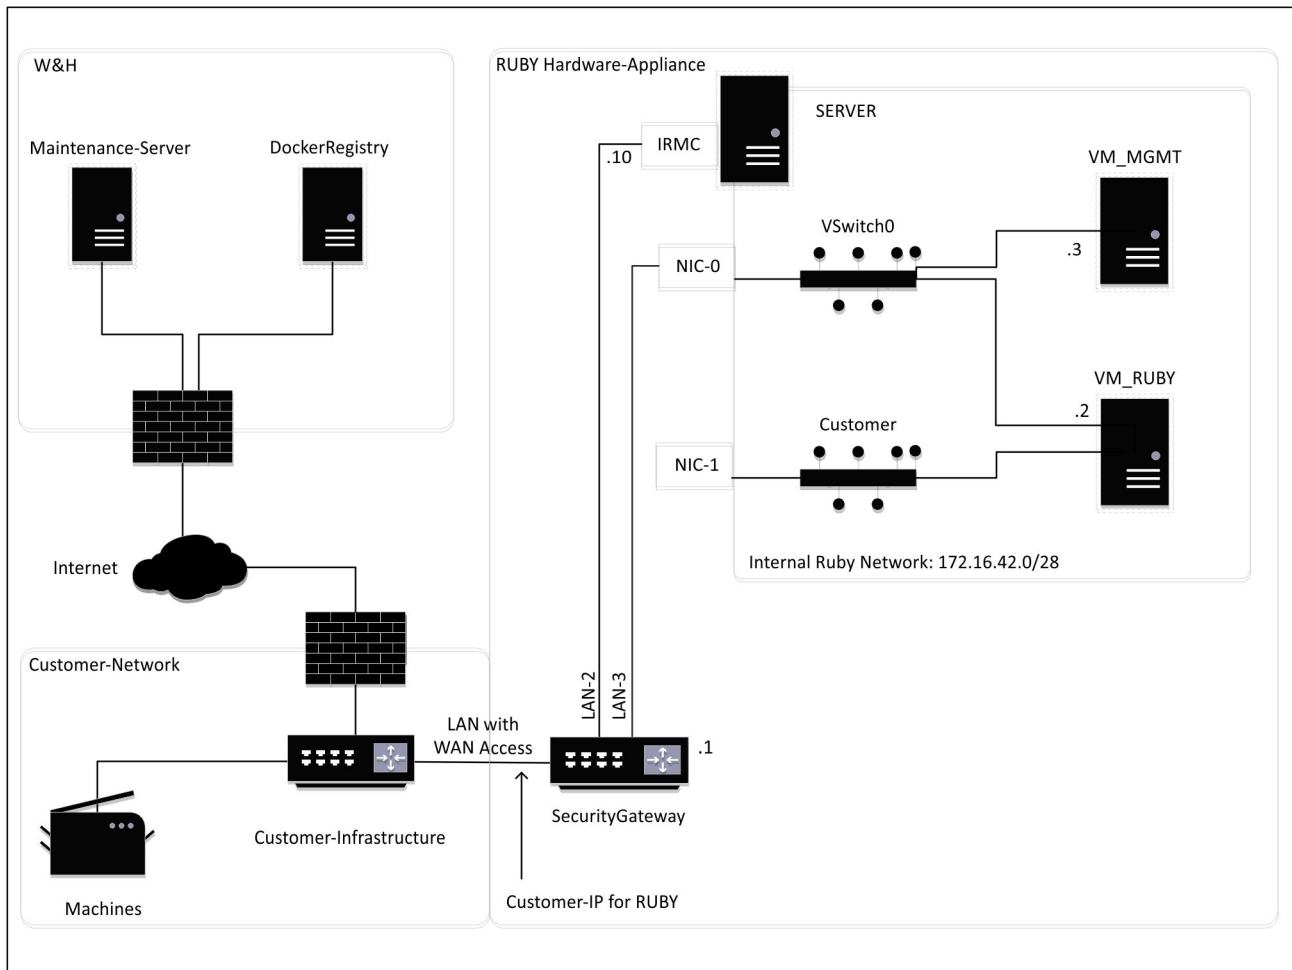 W&H
Maintenance-Server
DockerRegistry
Internet
Customer-Network
Customer-Infrastructure
Machines
LAN with
WAN Access
Customer-IP for RUBY
RUBY Hardware-Appliance
SERVER
IRMC
.10
VM_MGMT
.3
VSwitch0
NIC-0
VM_RUBY
.2
Customer
NIC-1
Internal Ruby Network: 172.16.42.0/28
LAN-2
LAN-3
.1
SecurityGateway